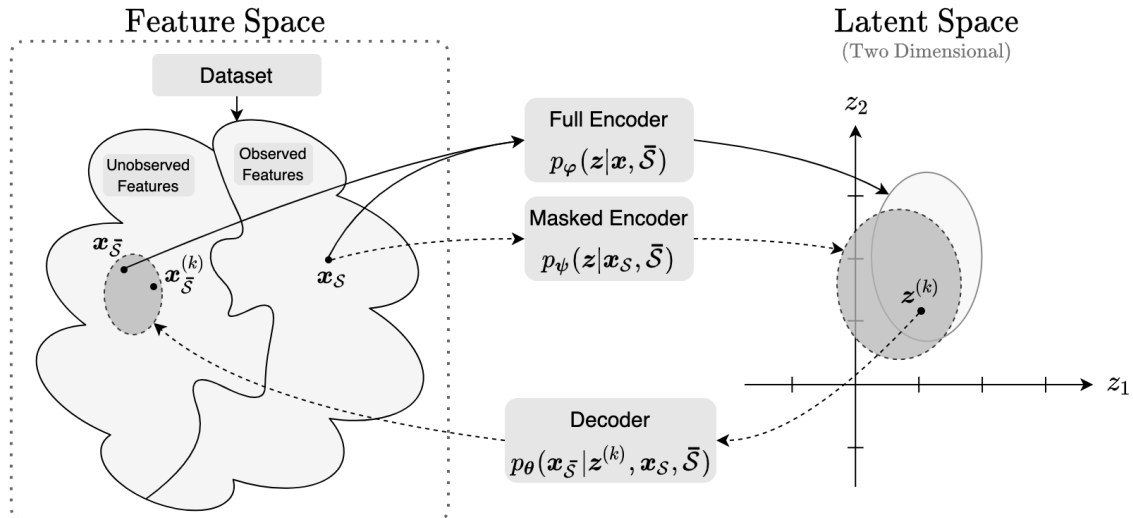 Feature Space
Latent Space
(Two Dimensional)
Dataset
Unobserved
Features
Observed
Features
Full Encoder
p_φ(z|x, S̄)
Masked Encoder
p_ψ(z|x_S, S̄)
Decoder
p_θ(x_S̄|z^(k), x_S, S̄)
x_S̄
x_S̄^(k)
x_S
z_2
z^(k)
z_1